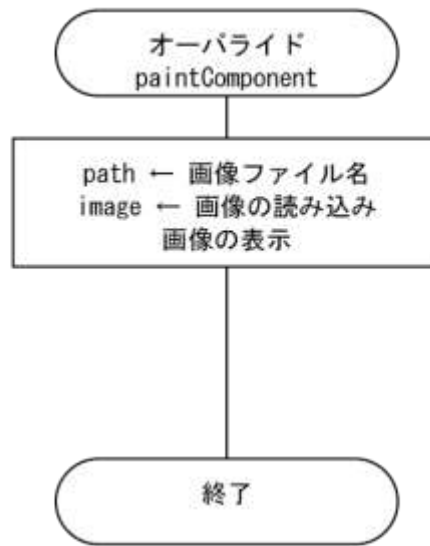 オーバライド
paintComponent
path ← 画像ファイル名
image ← 画像の読み込み
画像の表示
終了